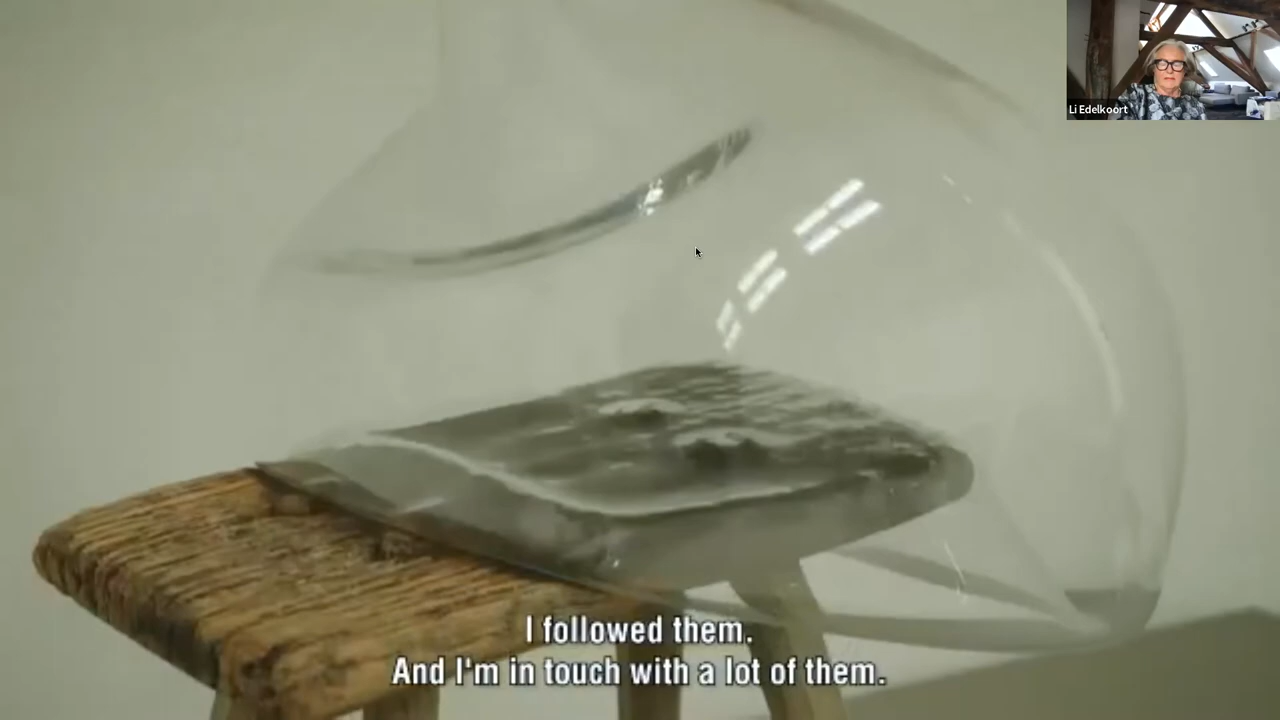 Li Edelkoort
I followed them.
And I'm in touch with a lot of them.